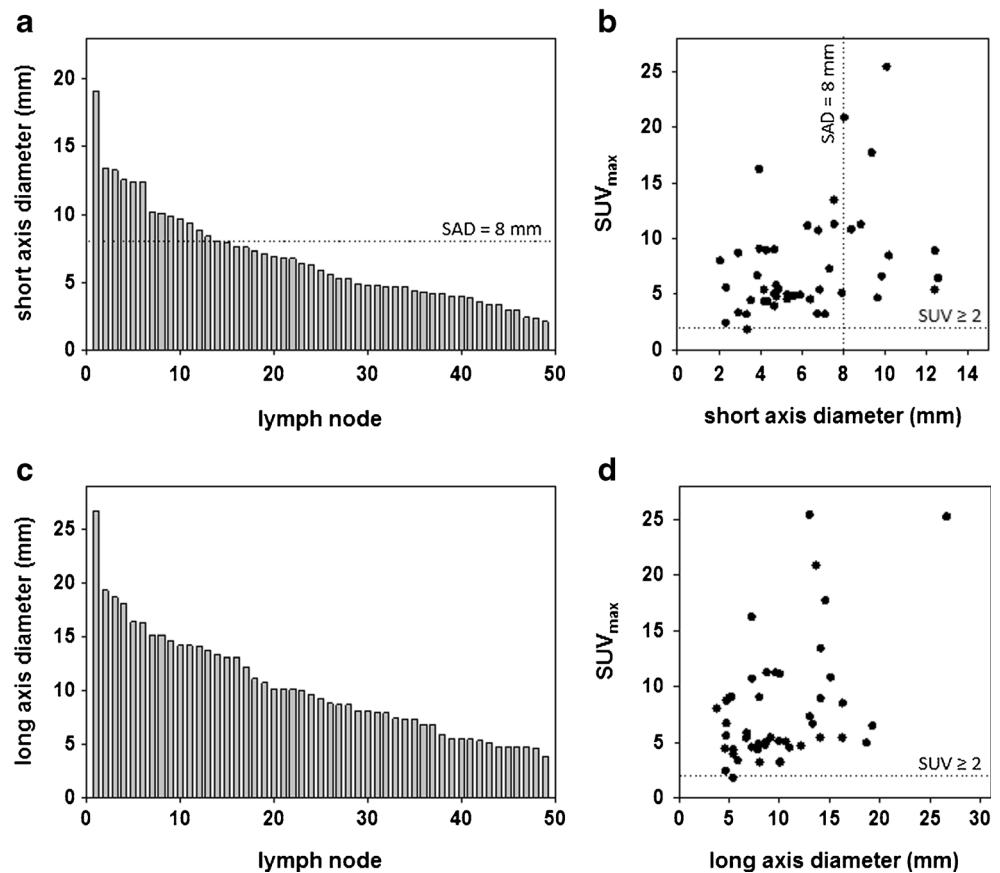 a
short axis diameter (mm)
20
15
10
5
0
SAD = 8 mm
0 10 20 30 40 50
lymph node
b
SUVmax
25
20
15
10
5
0
SAD = 8 mm
SUV ≥ 2
0 2 4 6 8 10 12 14
short axis diameter (mm)
c
long axis diameter (mm)
25
20
15
10
5
0
0 10 20 30 40 50
lymph node
d
SUVmax
25
20
15
10
5
0
SUV ≥ 2
0 5 10 15 20 25 30
long axis diameter (mm)